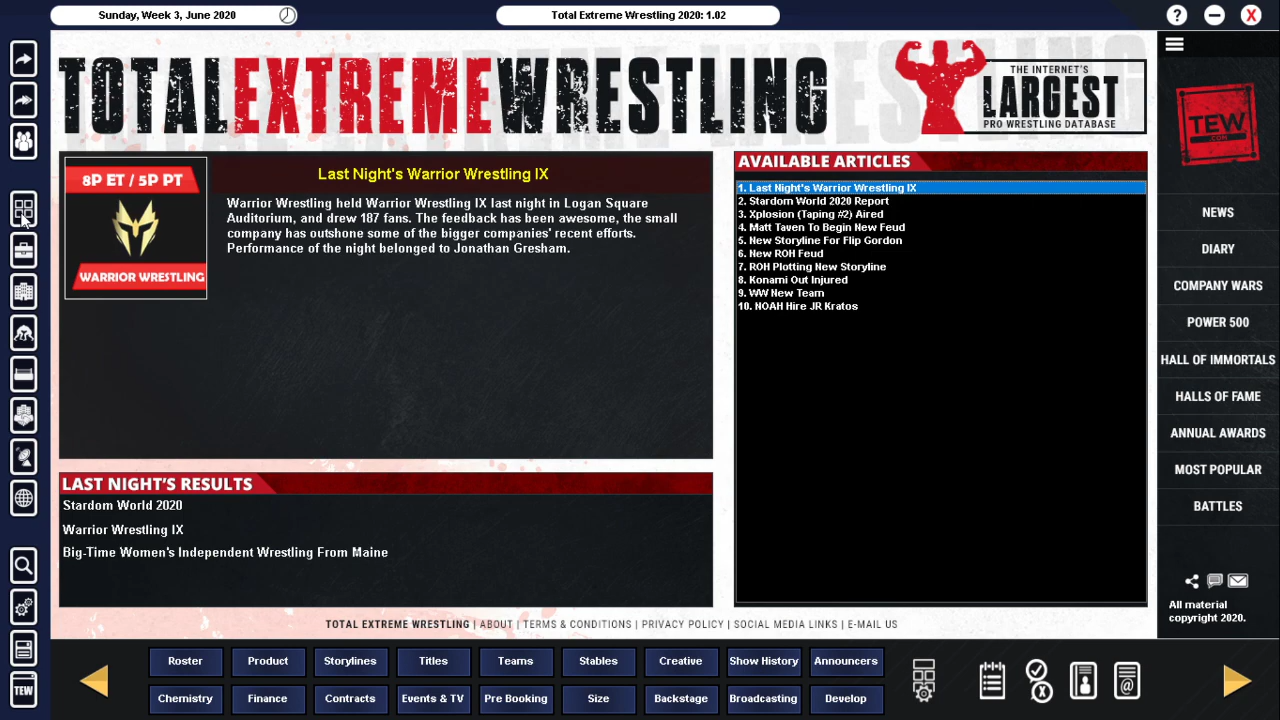 Sunday, Week 3, June 2020
Total Extreme Wrestling 2020: 1.02
?
X
TOTAL EXTREME WRESTLING
THE INTERNET'S
LARGEST
PRO WRESTLING DATABASE
TEW
.COM
8P ET / 5P PT
WARRIOR WRESTLING
Last Night's Warrior Wrestling IX
Warrior Wrestling held Warrior Wrestling IX last night in Logan Square
Auditorium, and drew 187 fans. The feedback has been awesome, the small
company has outshone some of the bigger companies' recent efforts.
Performance of the night belonged to Jonathan Gresham.
AVAILABLE ARTICLES
1. Last Night's Warrior Wrestling IX
2. Stardom World 2020 Report
3. Xplosion (Taping #2) Aired
4. Matt Taven To Begin New Feud
5. New Storyline For Flip Gordon
6. New ROH Feud
7. ROH Plotting New Storyline
8. Konami Out Injured
9. WW New Team
10. NOAH Hire JR Kratos
LAST NIGHT'S RESULTS
Stardom World 2020
Warrior Wrestling IX
Big-Time Women's Independent Wrestling From Maine
NEWS
DIARY
COMPANY WARS
POWER 500
HALL OF IMMORTALS
HALLS OF FAME
ANNUAL AWARDS
MOST POPULAR
BATTLES
All material
copyright 2020.
TOTAL EXTREME WRESTLING | ABOUT | TERMS & CONDITIONS | PRIVACY POLICY | SOCIAL MEDIA LINKS | E-MAIL US
Roster
Product
Storylines
Titles
Teams
Stables
Creative
Show History
Announcers
Chemistry
Finance
Contracts
Events & TV
Pre Booking
Size
Backstage
Broadcasting
Develop
TEW